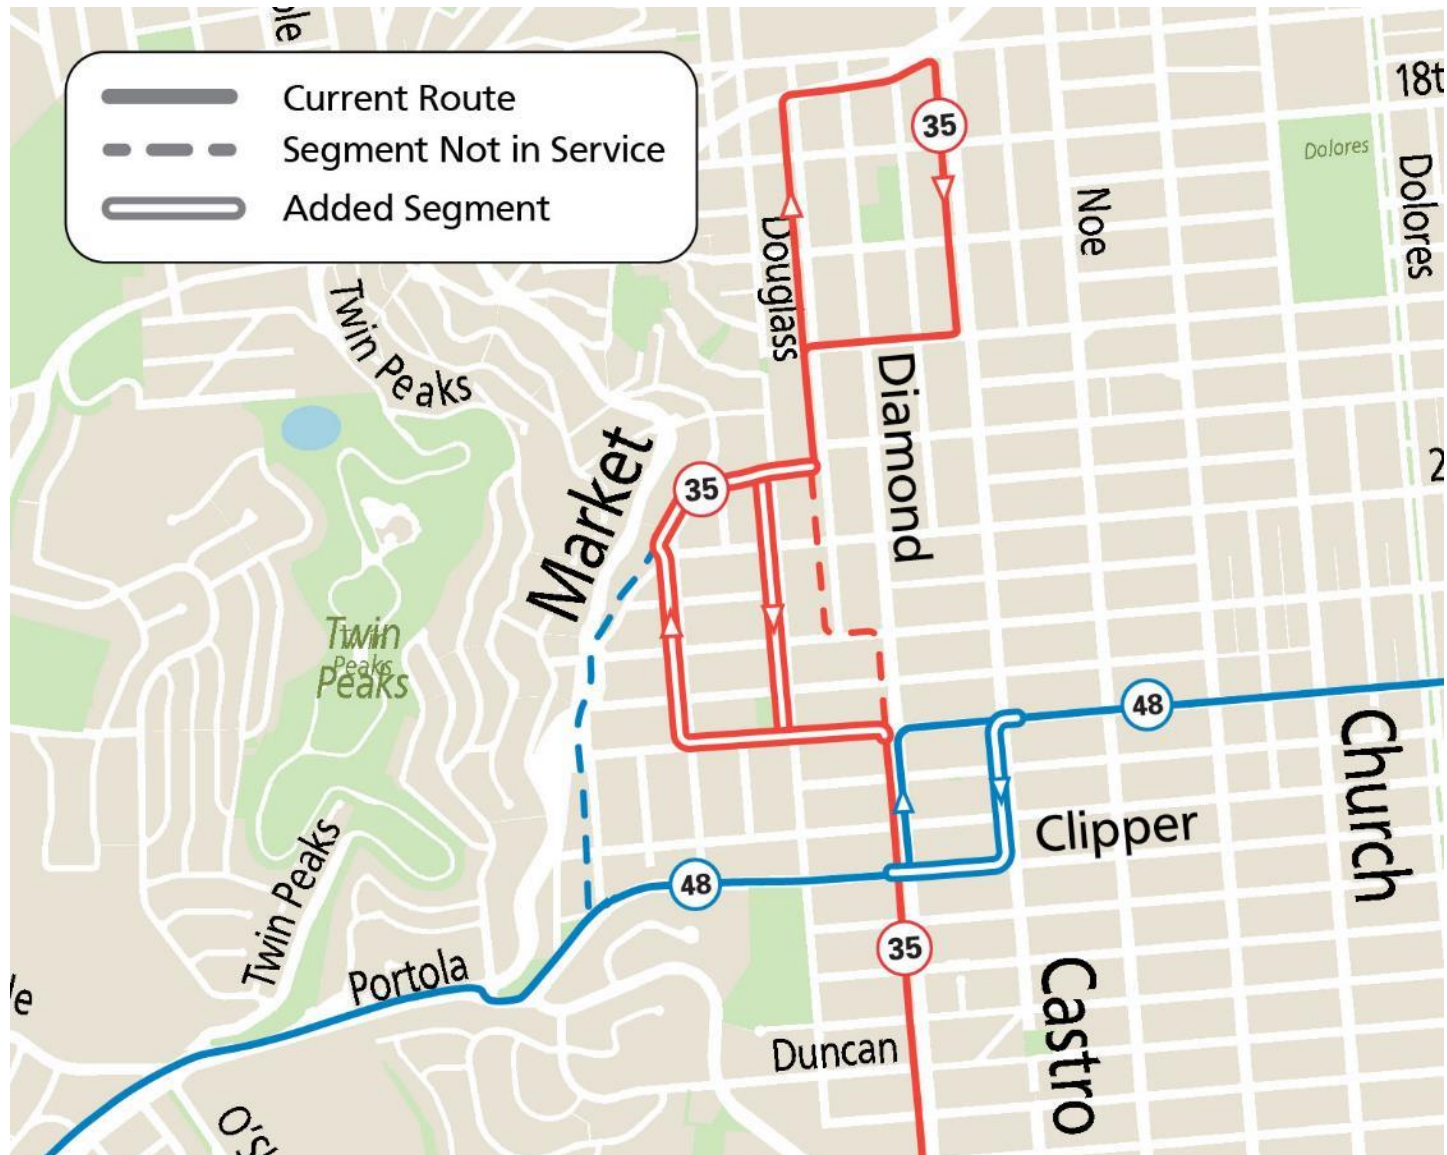 Current Route
Segment Not in Service
Added Segment
18t
35
Dolores
Dolores
Noe
Douglass
Twin Peaks
Diamond
Market
35
Twin
Peaks
Peaks
48
Church
Clipper
Twin Peaks
48
35
Portola
Castro
Duncan